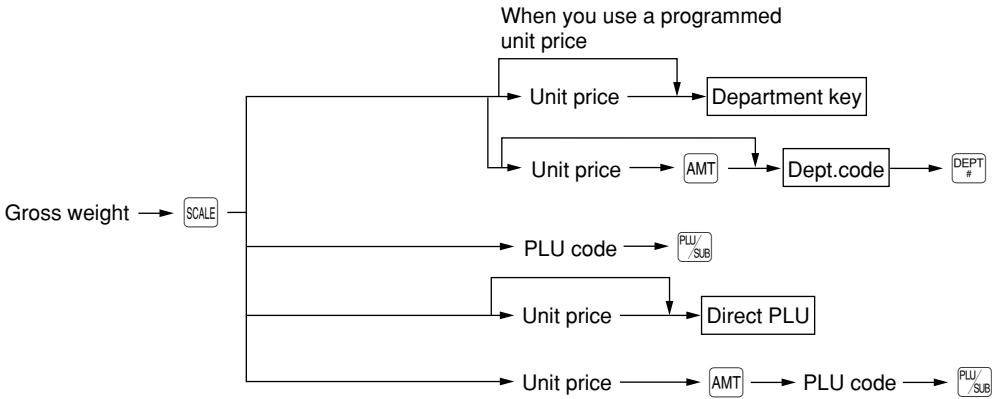 When you use a programmed
unit price
Unit price Department key
Unit price AMT Dept.code DEPT
#
Gross weight SCALE
PLU code PLU/
/SUB
Unit price Direct PLU
Unit price AMT PLU code PLU/
/SUB